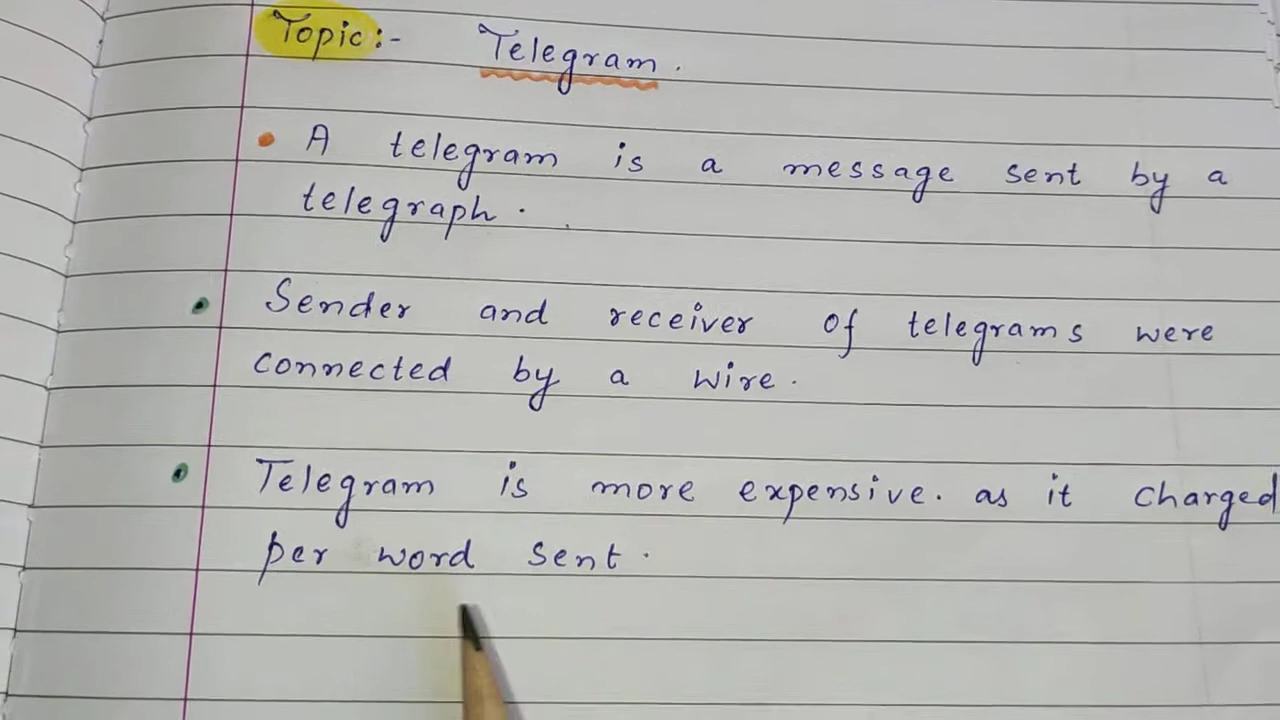 Topic:- Telegram.
• A telegram is a message sent by a
telegraph.
• Sender and receiver of telegrams were
connected by a wire.
• Telegram is more expensive. as it charged
per word sent.